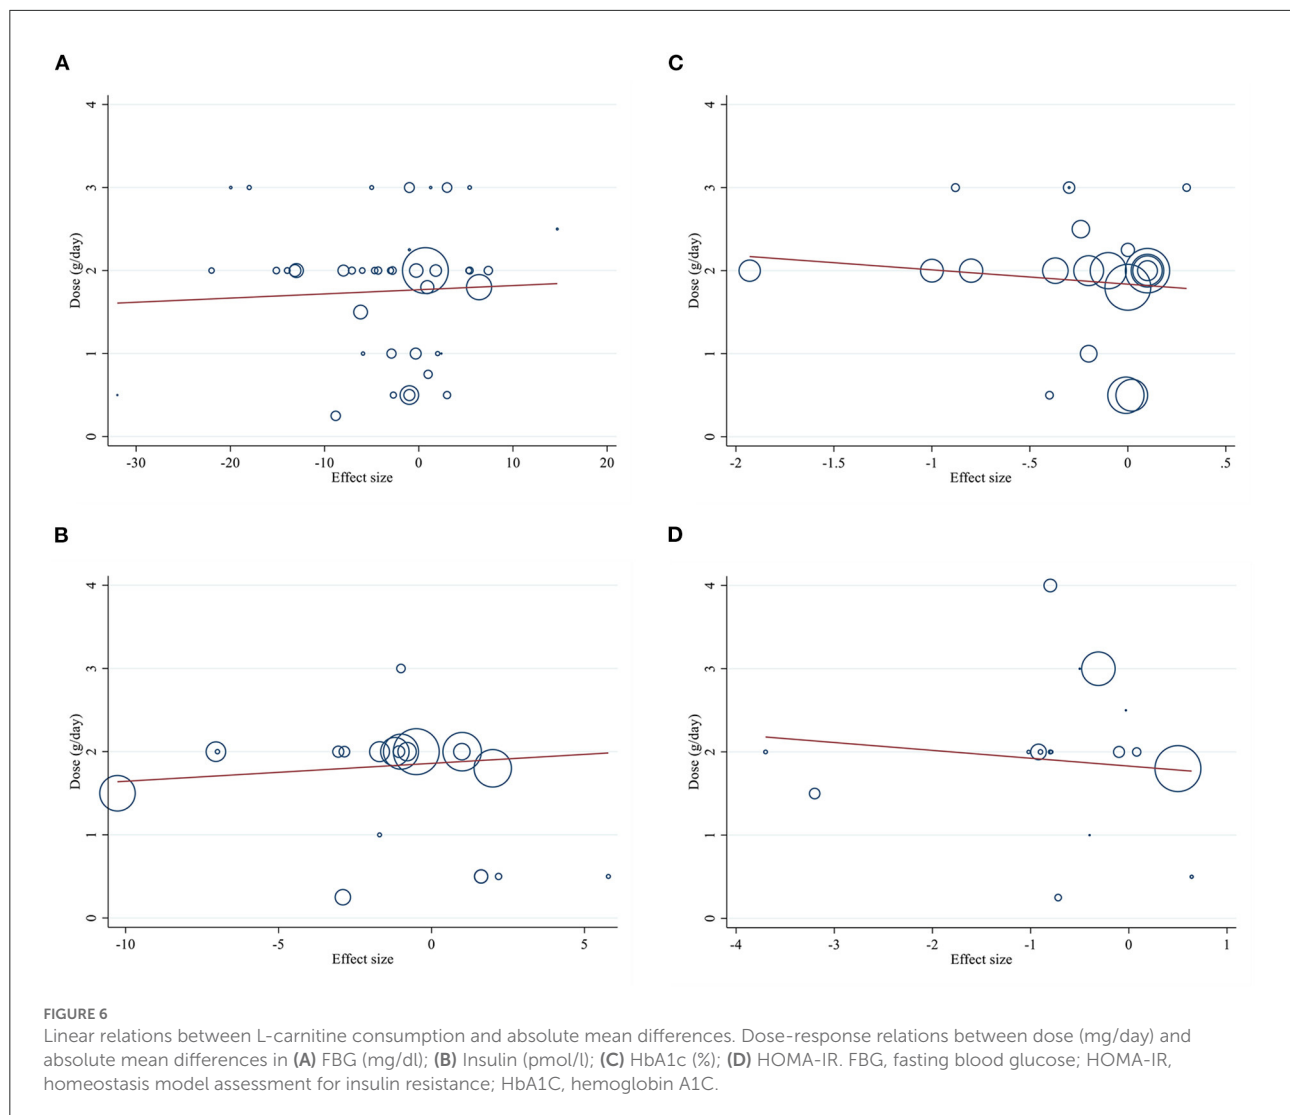 A
4
3
2
1
0
Dose (g/day)
-30 -20 -10 0 10 20
Effect size
C
4
3
2
1
0
Dose (g/day)
-2 -1.5 -1 -.5 0 .5
Effect size
B
4
3
2
1
0
Dose (g/day)
-10 -5 0 5
Effect size
D
4
3
2
1
0
Dose (g/day)
-4 -3 -2 -1 0 1
Effect size
FIGURE 6
Linear relations between L-carnitine consumption and absolute mean differences. Dose-response relations between dose (mg/day) and
absolute mean differences in (A) FBG (mg/dl); (B) Insulin (pmol/l); (C) HbA1c (%); (D) HOMA-IR. FBG, fasting blood glucose; HOMA-IR,
homeostasis model assessment for insulin resistance; HbA1C, hemoglobin A1C.